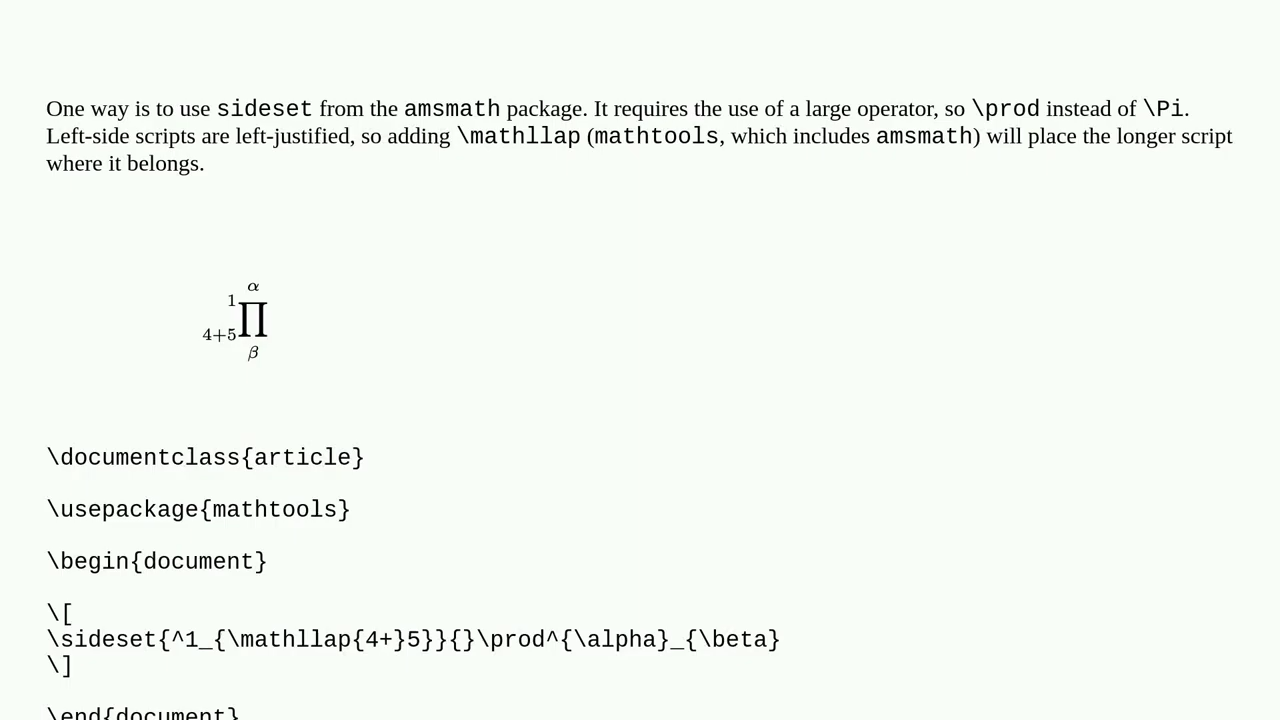 One way is to use sideset from the amsmath package. It requires the use of a large operator, so \prod instead of \Pi.
Left-side scripts are left-justified, so adding \mathllap (mathtools, which includes amsmath) will place the longer script
where it belongs.
α
1
∏
4+5
β
\documentclass{article}
\usepackage{mathtools}
\begin{document}
\[
\sideset{^1_{\mathllap{4+}5}}{}\prod^{\alpha}_{\beta}
\]
\end{document}